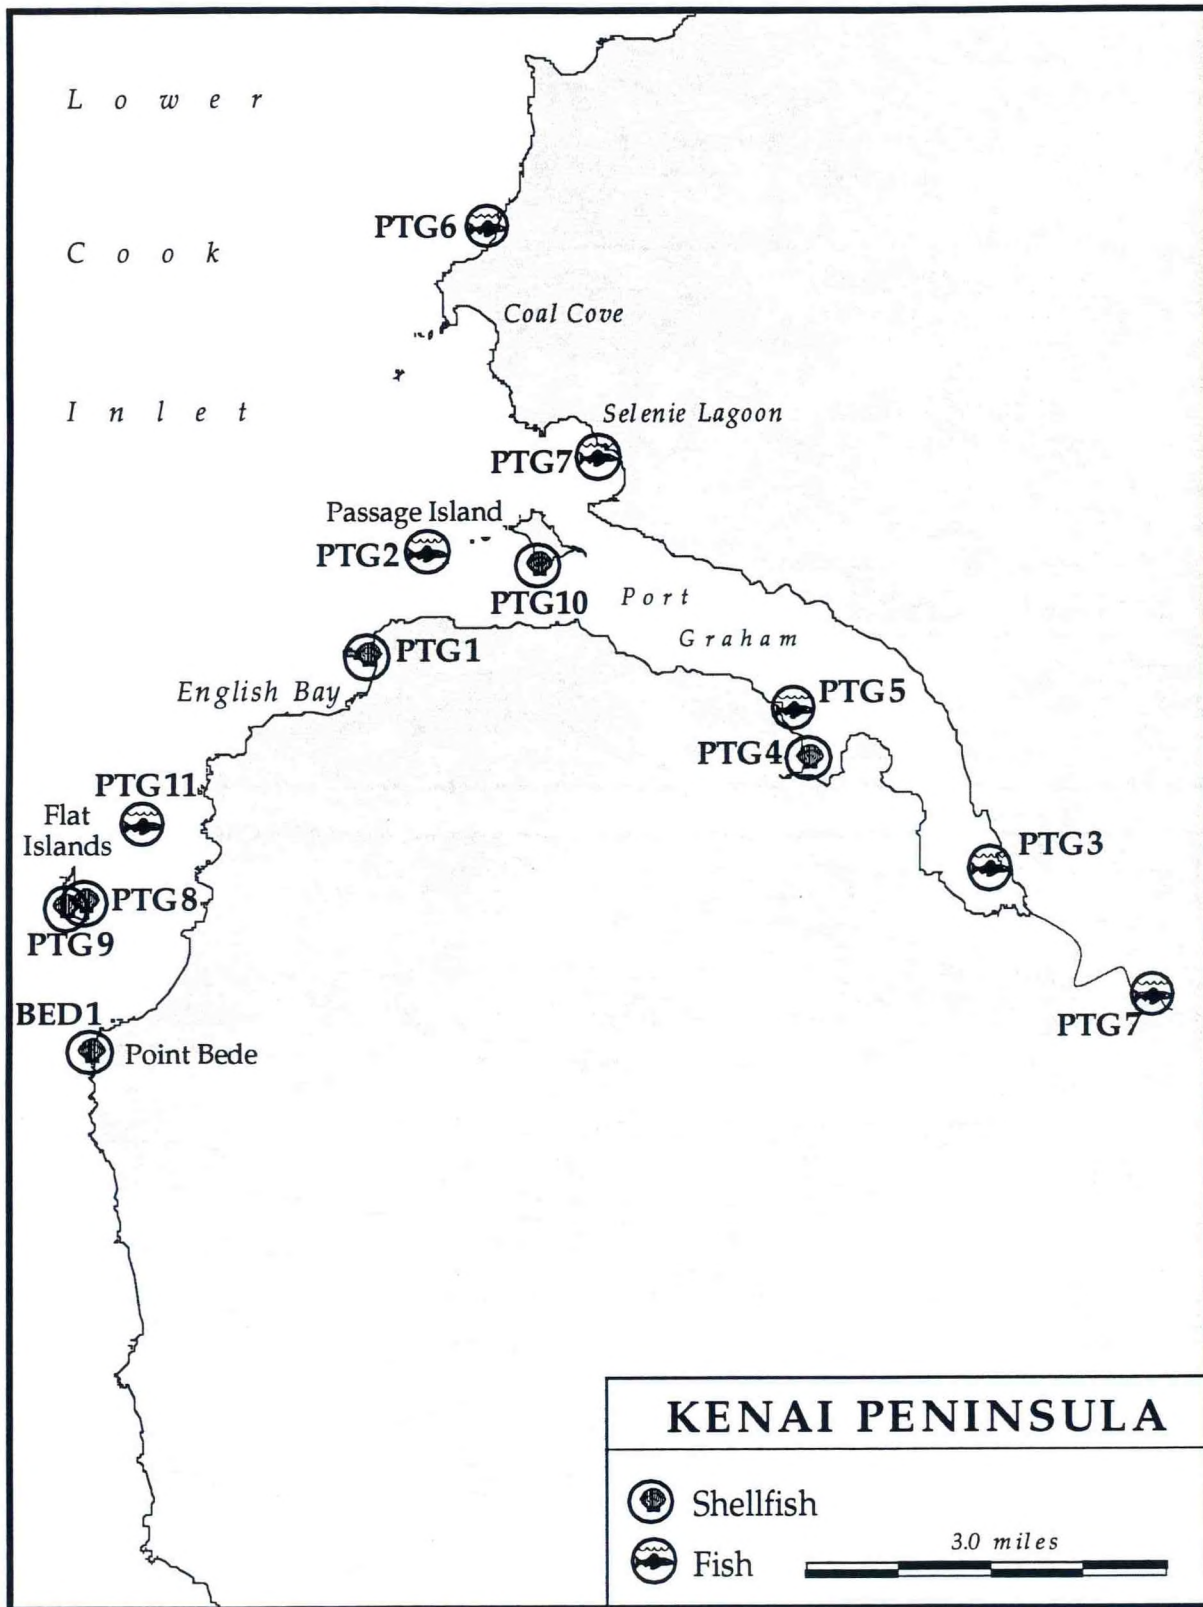 L o w e r
PTG6
C o o k
Coal Cove
I n l e t
Selenie Lagoon
PTG7
Passage Island
PTG2
PTG10
Port
Graham
PTG1
English Bay
PTG5
PTG4
PTG11
Flat
Islands
PTG3
PTG8
PTG9
PTG7
BED1
Point Bede
KENAI PENINSULA
Shellfish
Fish
3.0 miles